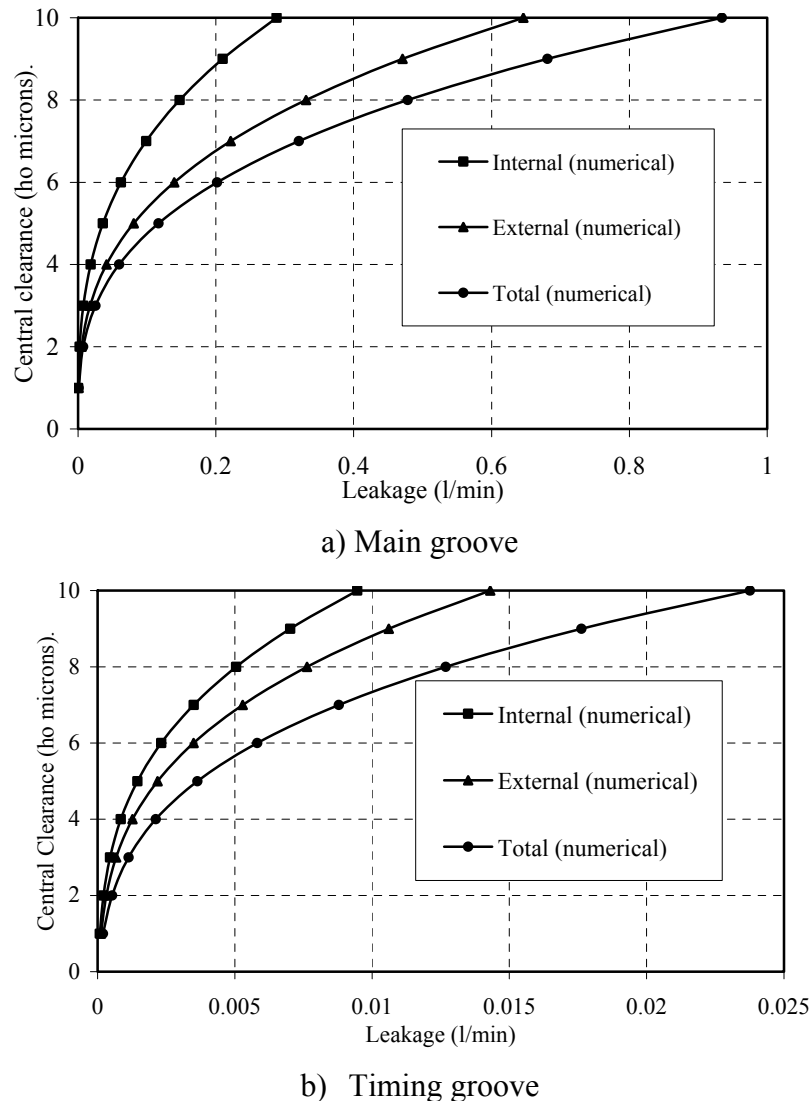 10
8
6
4
2
0
Central clearance (ho microns).
Internal (numerical)
External (numerical)
Total (numerical)
0 0.2 0.4 0.6 0.8 1
Leakage (l/min)
a) Main groove
10
8
6
4
2
0
Central Clearance (ho microns).
Internal (numerical)
External (numerical)
Total (numerical)
0 0.005 0.01 0.015 0.02 0.025
Leakage (l/min)
b) Timing groove